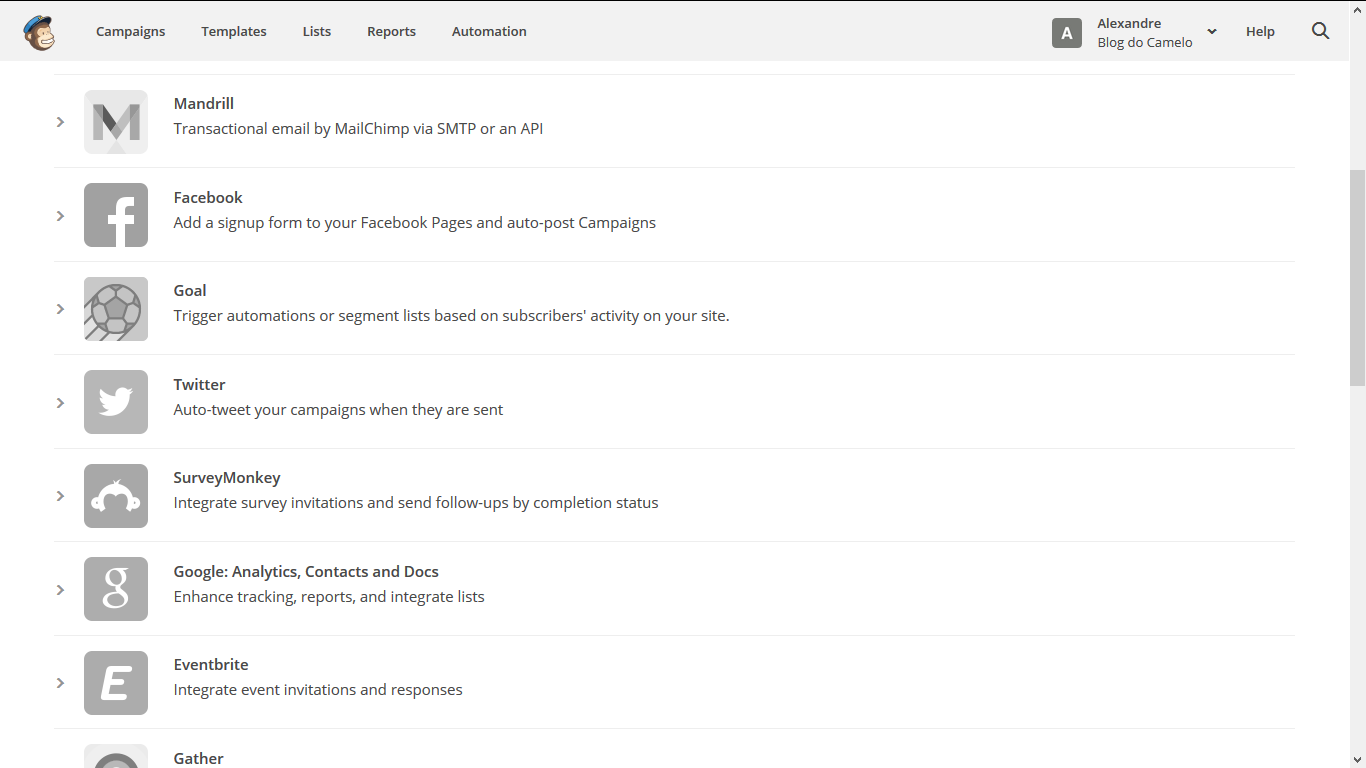 Campaigns Templates Lists Reports Automation
A
Alexandre
Blog do Camelo
Help
Mandrill
Transactional email by MailChimp via SMTP or an API
Facebook
Add a signup form to your Facebook Pages and auto-post Campaigns
Goal
Trigger automations or segment lists based on subscribers' activity on your site.
Twitter
Auto-tweet your campaigns when they are sent
SurveyMonkey
Integrate survey invitations and send follow-ups by completion status
Google: Analytics, Contacts and Docs
Enhance tracking, reports, and integrate lists
Eventbrite
Integrate event invitations and responses
Gather